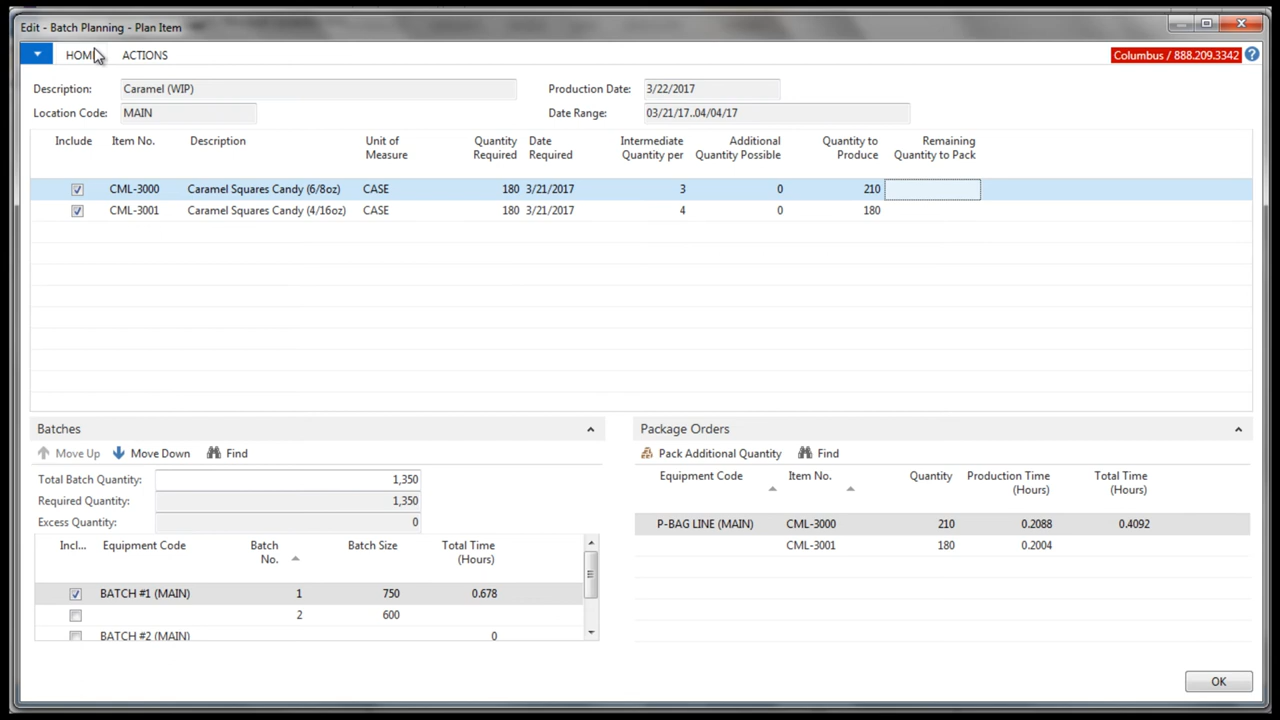 Edit - Batch Planning - Plan Item
HOME ACTIONS Columbus / 888.209.3342
Description: Caramel (WIP) Production Date: 3/22/2017
Location Code: MAIN Date Range: 03/21/17..04/04/17
Include Item No. Description Unit of Measure Quantity Required Date Required Intermediate Quantity per Additional Quantity Possible Quantity to Produce Remaining Quantity to Pack
CML-3000 Caramel Squares Candy (6/8oz) CASE 180 3/21/2017 3 0 210
CML-3001 Caramel Squares Candy (4/16oz) CASE 180 3/21/2017 4 0 180
Batches
Move Up Move Down Find
Total Batch Quantity: 1,350
Required Quantity: 1,350
Excess Quantity: 0
Incl... Equipment Code Batch No. Batch Size Total Time (Hours)
BATCH #1 (MAIN) 1 750 0.678
2 600
BATCH #2 (MAIN) 0
Package Orders
Pack Additional Quantity Find
Equipment Code Item No. Quantity Production Time (Hours) Total Time (Hours)
P-BAG LINE (MAIN) CML-3000 210 0.2088 0.4092
CML-3001 180 0.2004
OK